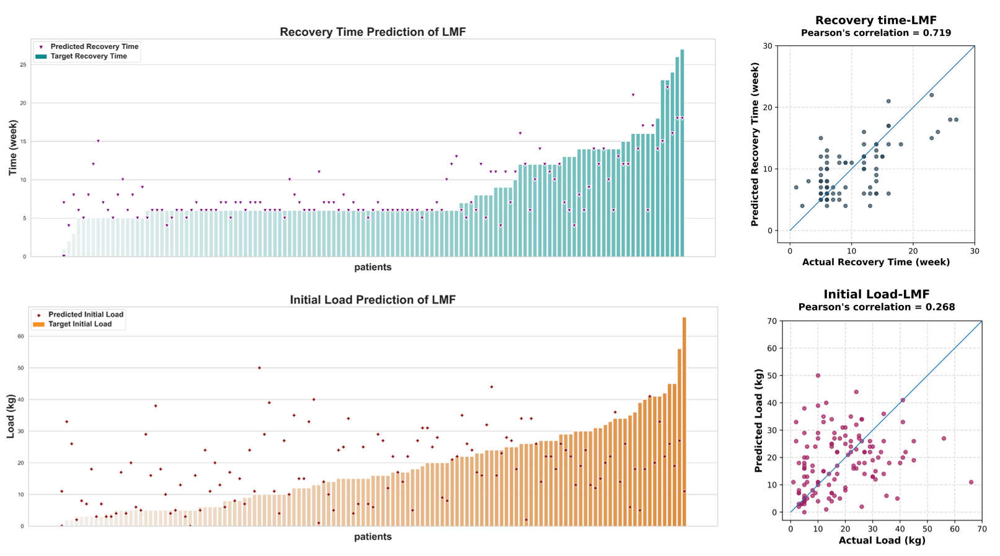 Recovery Time Prediction of LMF
Predicted Recovery Time
Target Recovery Time
Time (week)
25
20
15
10
5
0
patients
Recovery time-LMF
Pearson's correlation = 0.719
Predicted Recovery Time (week)
30
20
10
0
0 10 20 30
Actual Recovery Time (week)
Initial Load Prediction of LMF
Predicted Initial Load
Target Initial Load
Load (kg)
60
50
40
30
20
10
0
patients
Initial Load-LMF
Pearson's correlation = 0.268
Predicted Load (kg)
70
60
50
40
30
20
10
0
0 10 20 30 40 50 60 70
Actual Load (kg)